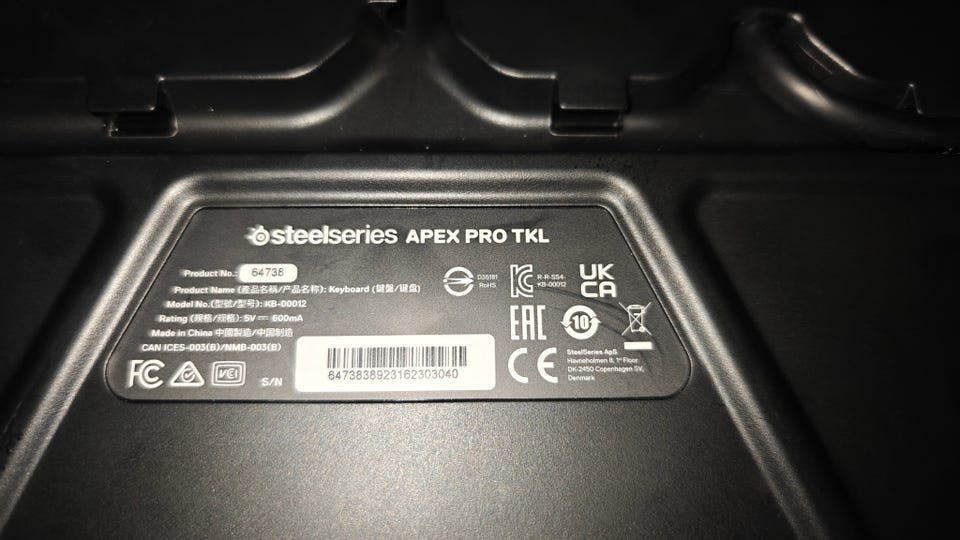 steelseries APEX PRO TKL
Product No.: 64738
Product Name (產品名稱/产品名称): Keyboard (鍵盤/键盘)
Model No.(型號/型号): KB-00012
Rating (規格/规格): 5V ⎓ 600mA
Made in China 中國製造/中国制造
CAN ICES-003(B)/NMB-003(B)
FC VCI
S/N
6473838923162303040
D35181
RoHS
R-R-SS4-
KB-00012
UK
CA
EAC
10
CE
SteelSeries ApS.
Havneholmen 8, 1st Floor
DK-2450 Copenhagen SV,
Denmark